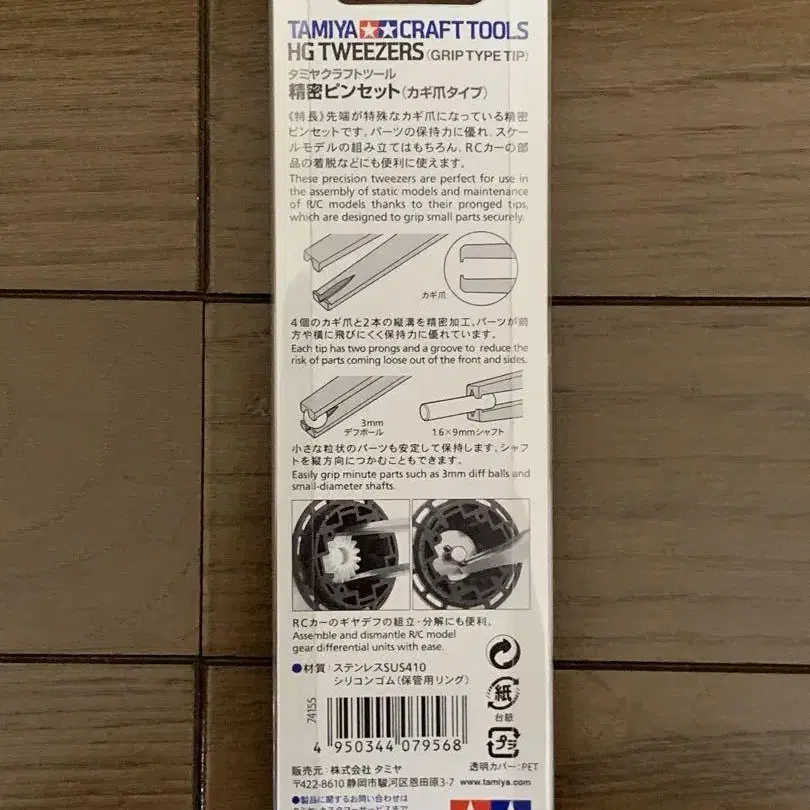 TAMIYA CRAFT TOOLS
HG TWEEZERS (GRIP TYPE TIP)
タミヤクラフトツール
精密ピンセット(カギ爪タイプ)
《特長》先端が特殊なカギ爪になっている精密
ピンセットです。パーツの保持力に優れ、スケー
ルモデルの組み立てはもちろん、RCカーの部
品の着脱などにも便利に使えます。
These precision tweezers are perfect for use in
the assembly of static models and maintenance
of R/C models thanks to their pronged tips,
which are designed to grip small parts securely.
カギ爪
4個のカギ爪と2本の縦溝を精密加工。パーツが前
方や横に飛びにくく保持力に優れています。
Each tip has two prongs and a groove to reduce the
risk of parts coming loose out of the front and sides.
3mm
デフボール
1.6×9mmシャフト
小さな粒状のパーツも安定して保持します。シャフ
トを縦方向につかむこともできます。
Easily grip minute parts such as 3mm diff balls and
small-diameter shafts.
RCカーのギヤデフの組立・分解にも便利。
Assemble and dismantle R/C model
gear differential units with ease.
●材質:ステンレスSUS410
シリコンゴム(保管用リング)
74155
4 950344 079568
紙
台紙
プラ
透明カバー:PET
販売元:株式会社タミヤ
〒422-8610 静岡市駿河区恩田原3-7
www.tamiya.com
●製品に関するお問い合わせは